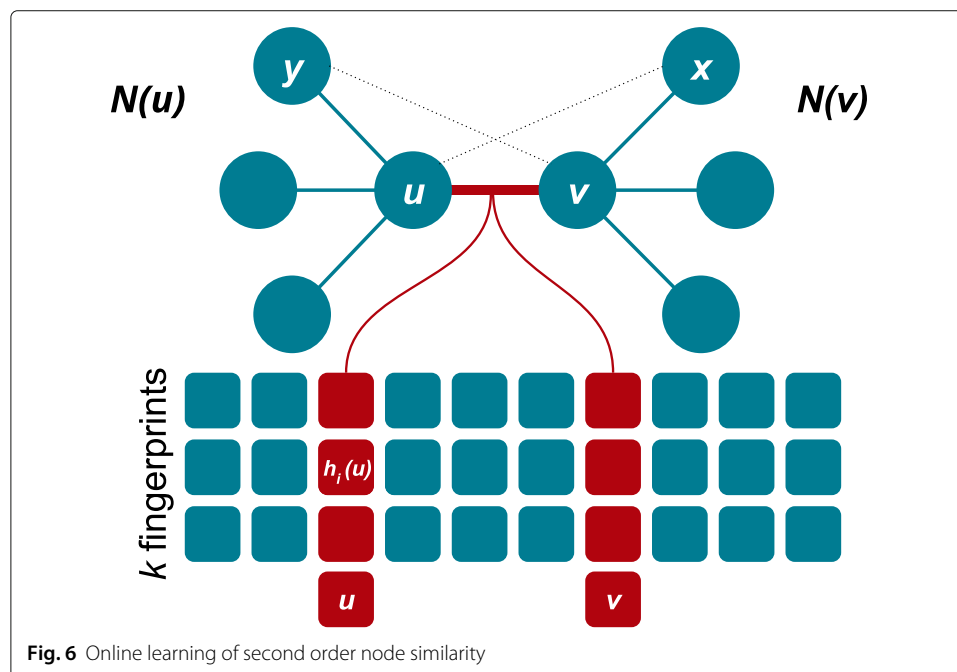 y x
N(u) N(v)
u v
k fingerprints
h_i(u)
u v
Fig. 6 Online learning of second order node similarity